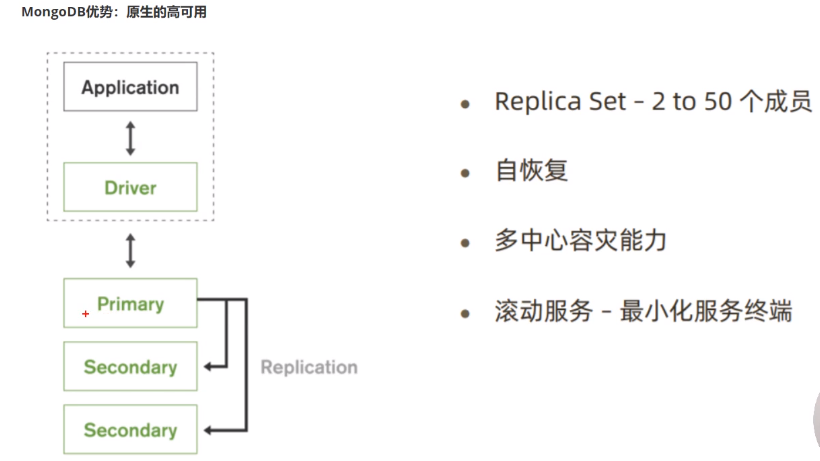 MongoDB优势：原生的高可用
Application
Driver
Primary
Secondary
Secondary
Replication
Replica Set – 2 to 50 个成员
自恢复
多中心容灾能力
滚动服务 – 最小化服务终端